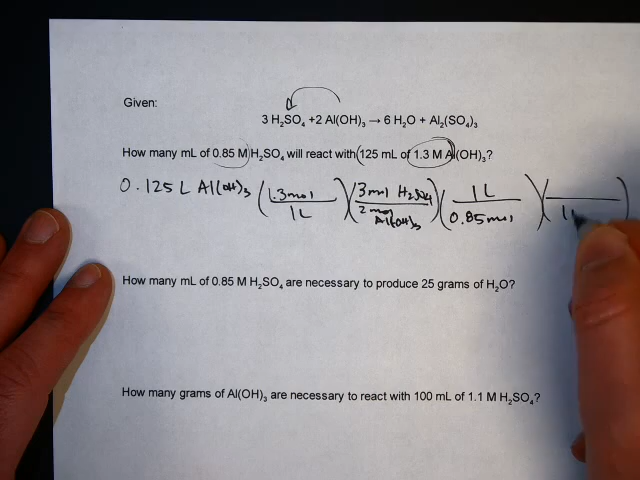 Given:
3 H₂SO₄ +2 Al(OH)₃ → 6 H₂O + Al₂(SO₄)₃
How many mL of 0.85 M H₂SO₄ will react with 125 mL of 1.3 M Al(OH)₃?
0.125 L Al(OH)₃ (1.3 mol / 1 L) (3 mol H₂SO₄ / 2 mol Al(OH)₃) (1 L / 0.85 mol) ( / 1
How many mL of 0.85 M H₂SO₄ are necessary to produce 25 grams of H₂O?
How many grams of Al(OH)₃ are necessary to react with 100 mL of 1.1 M H₂SO₄?